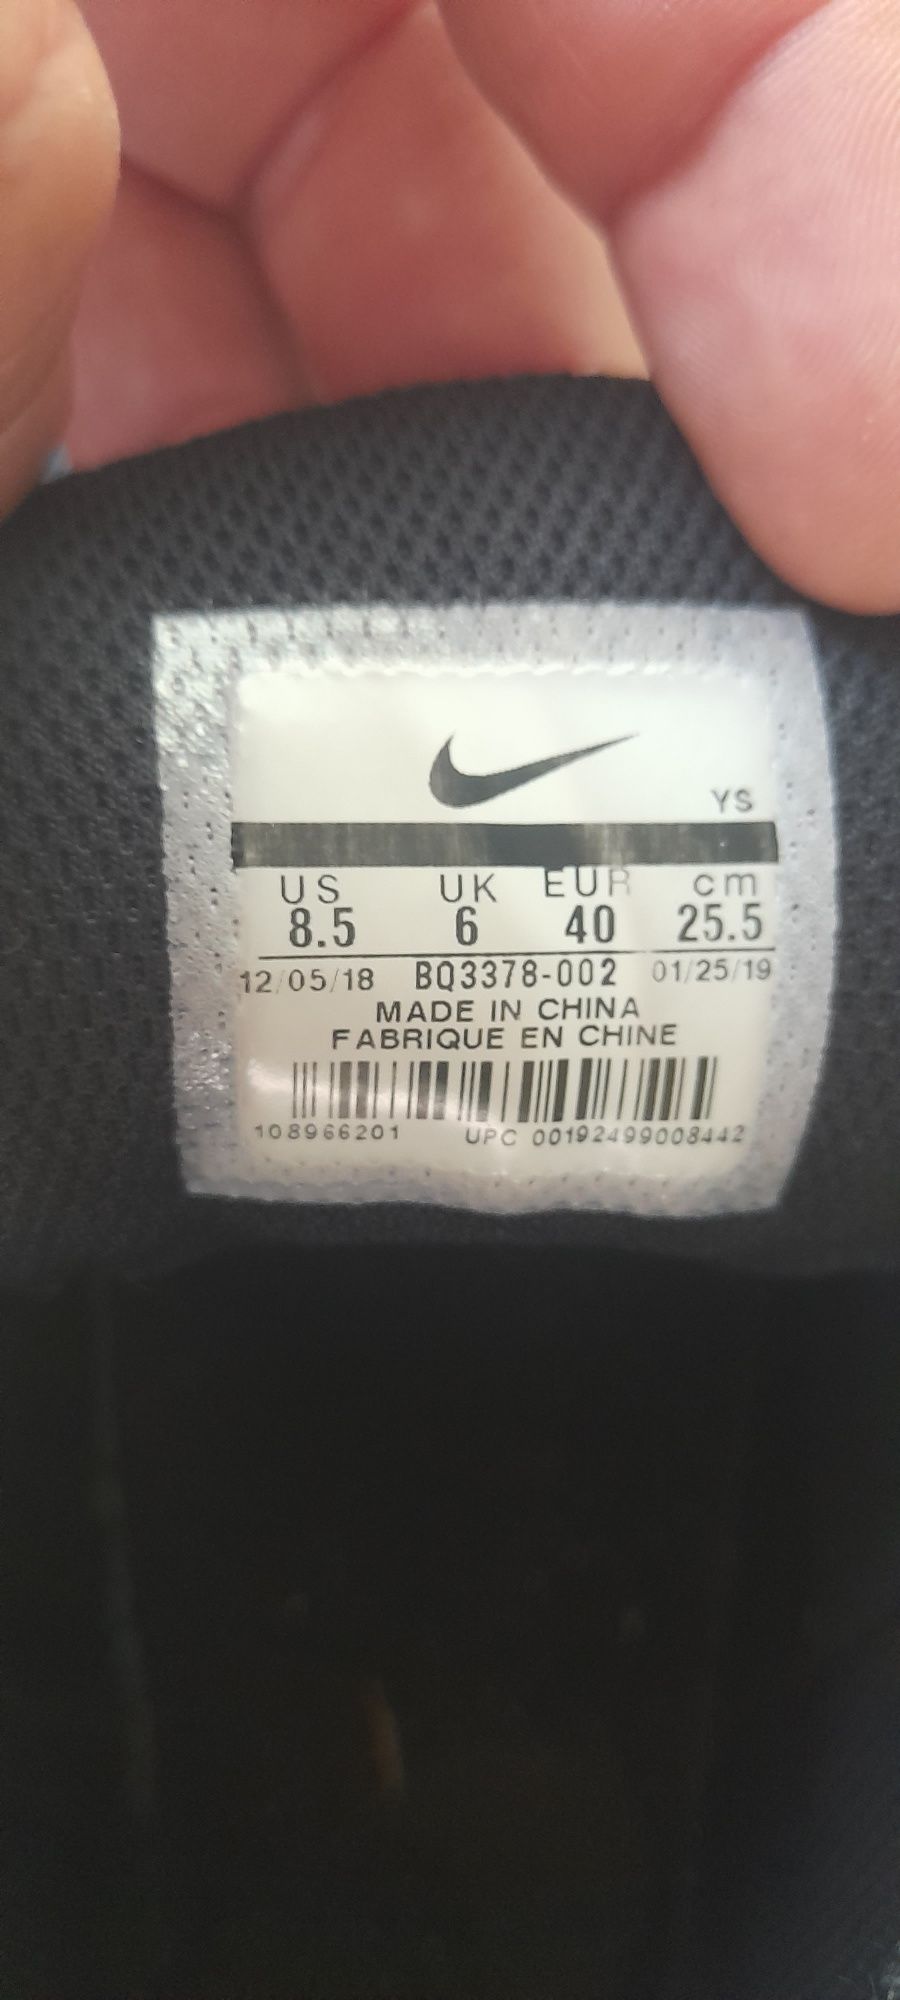 YS
US UK EUR cm
8.5 6 40 25.5
12/05/18 BQ3378-002 01/25/19
MADE IN CHINA
FABRIQUE EN CHINE
108966201 UPC 00192499008442